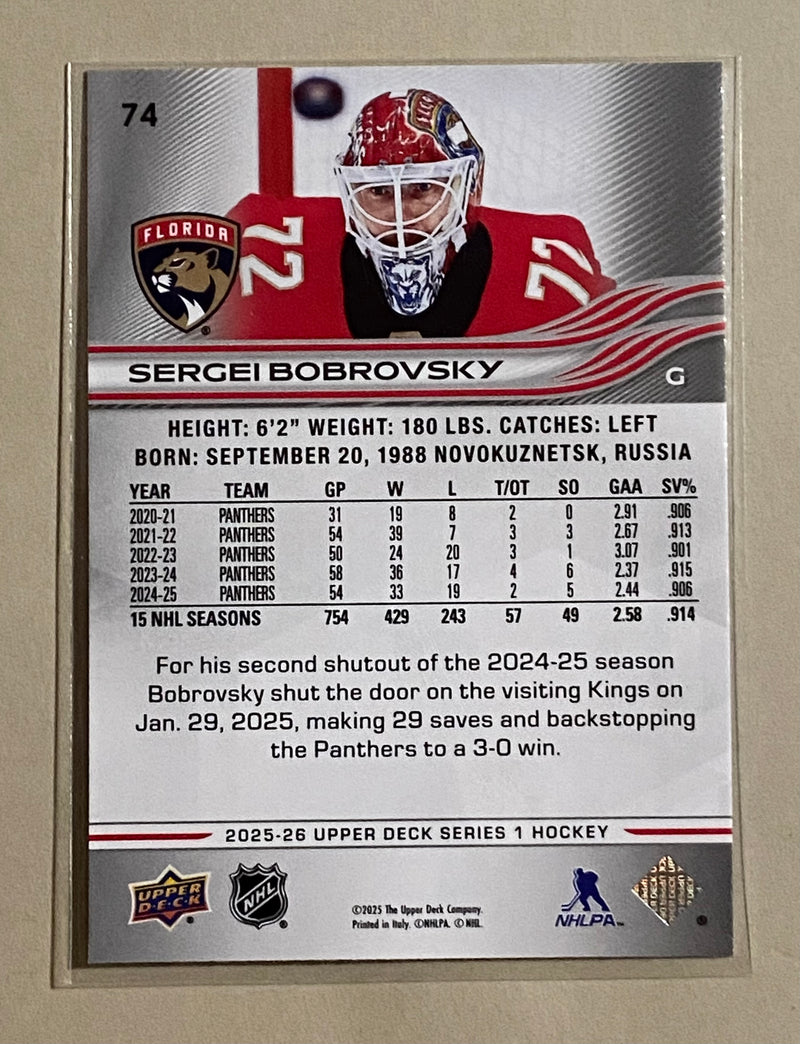 74
FLORIDA
72
72
SERGEI BOBROVSKY
G
HEIGHT: 6'2" WEIGHT: 180 LBS. CATCHES: LEFT
BORN: SEPTEMBER 20, 1988 NOVOKUZNETSK, RUSSIA
YEAR TEAM GP W L T/OT SO GAA SV%
2020-21 PANTHERS 31 19 8 2 0 2.91 .906
2021-22 PANTHERS 54 39 7 3 3 2.67 .913
2022-23 PANTHERS 50 24 20 3 1 3.07 .901
2023-24 PANTHERS 58 36 17 4 6 2.37 .915
2024-25 PANTHERS 54 33 19 2 5 2.44 .906
15 NHL SEASONS 754 429 243 57 49 2.58 .914
For his second shutout of the 2024-25 season
Bobrovsky shut the door on the visiting Kings on
Jan. 29, 2025, making 29 saves and backstopping
the Panthers to a 3-0 win.
2025-26 UPPER DECK SERIES 1 HOCKEY
UPPER
D·E·C·K
NHL
©2025 The Upper Deck Company.
Printed in Italy. ©NHLPA. © NHL.
NHLPA™